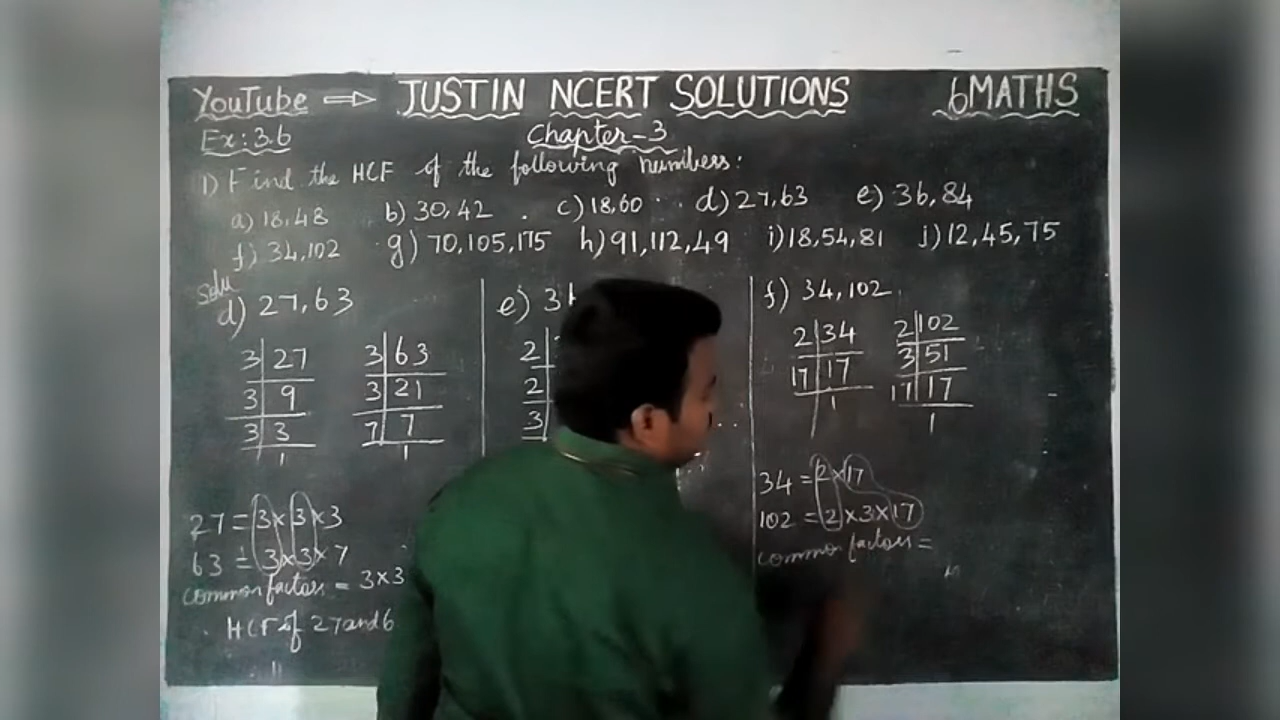 YouTube ⇒ JUSTIN NCERT SOLUTIONS 6 MATHS
Ex: 3.6 Chapter-3
1) Find the HCF of the following numbers:
a) 18,48 b) 30,42 c) 18,60 d) 27,63 e) 36,84
f) 34,102 g) 70,105,175 h) 91,112,49 i) 18,54,81 j) 12,45,75
Solu
d) 27,63
3 27
3 9
3 3
1
3 63
3 21
7 7
1
27 = 3×3×3
63 = 3×3×7
common factors = 3×3
HCF of 27 and 6
e) 3
2
2
3
f) 34,102
2 34
17 17
1
2 102
3 51
17 17
1
34 = 2×17
102 = 2×3×17
common factors =